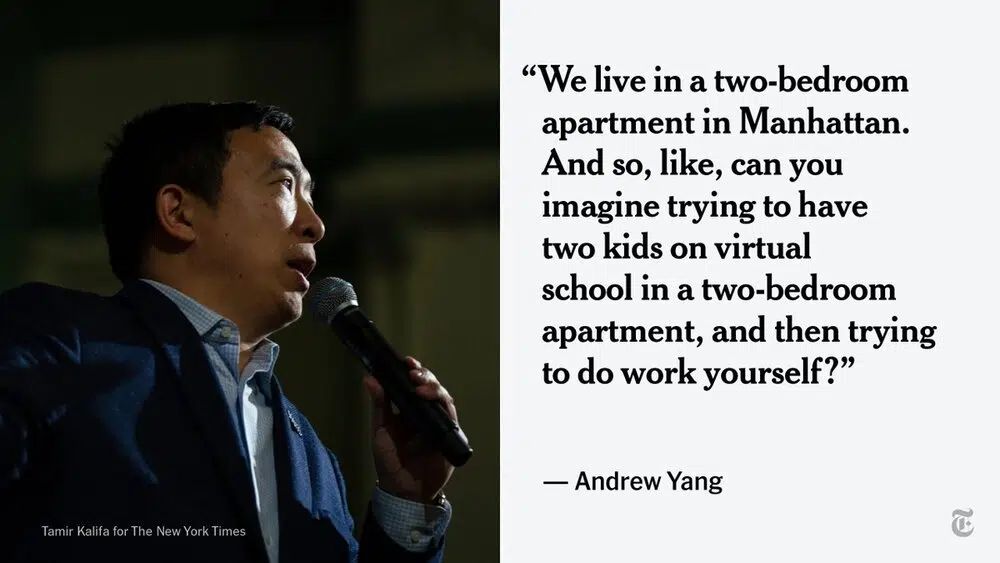 “We live in a two-bedroom
apartment in Manhattan.
And so, like, can you
imagine trying to have
two kids on virtual
school in a two-bedroom
apartment, and then trying
to do work yourself?”
— Andrew Yang
Tamir Kalifa for The New York Times
T